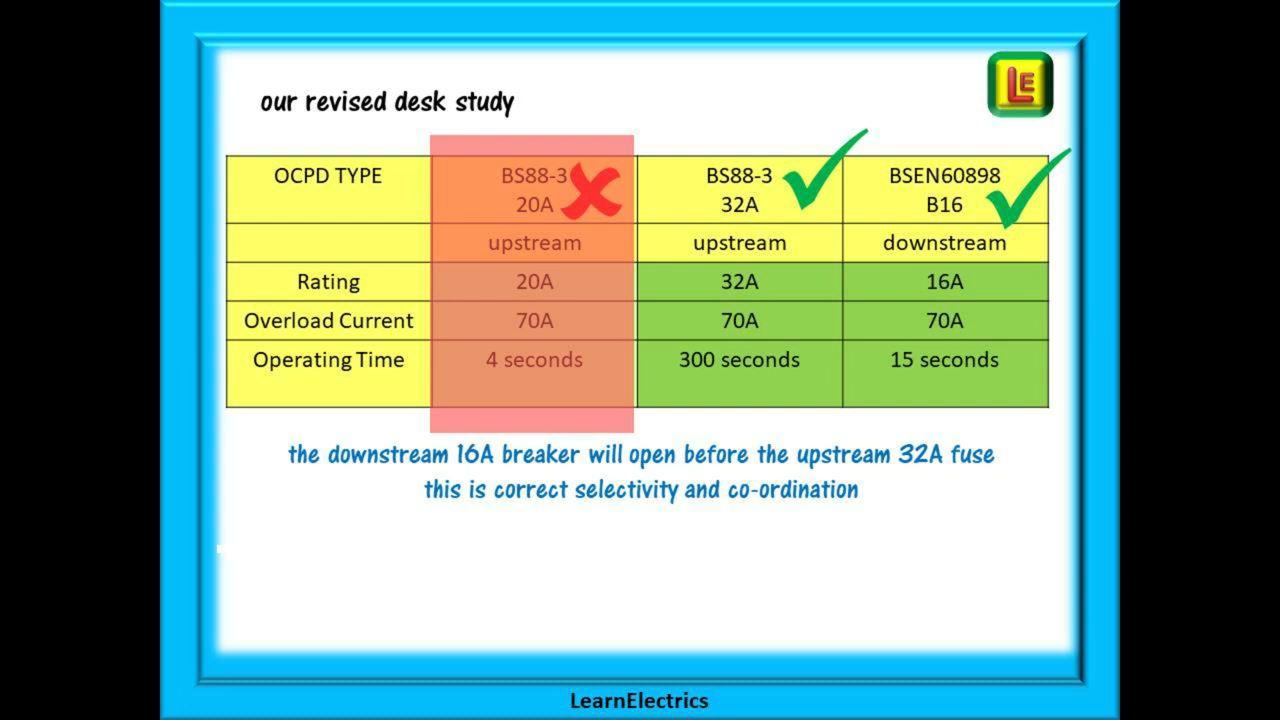 our revised desk study
LE
OCPD TYPE BS88-3 BS88-3 BSEN60898
20A 32A B16
upstream upstream downstream
Rating 20A 32A 16A
Overload Current 70A 70A 70A
Operating Time 4 seconds 300 seconds 15 seconds
the downstream 16A breaker will open before the upstream 32A fuse
this is correct selectivity and co-ordination
LearnElectrics